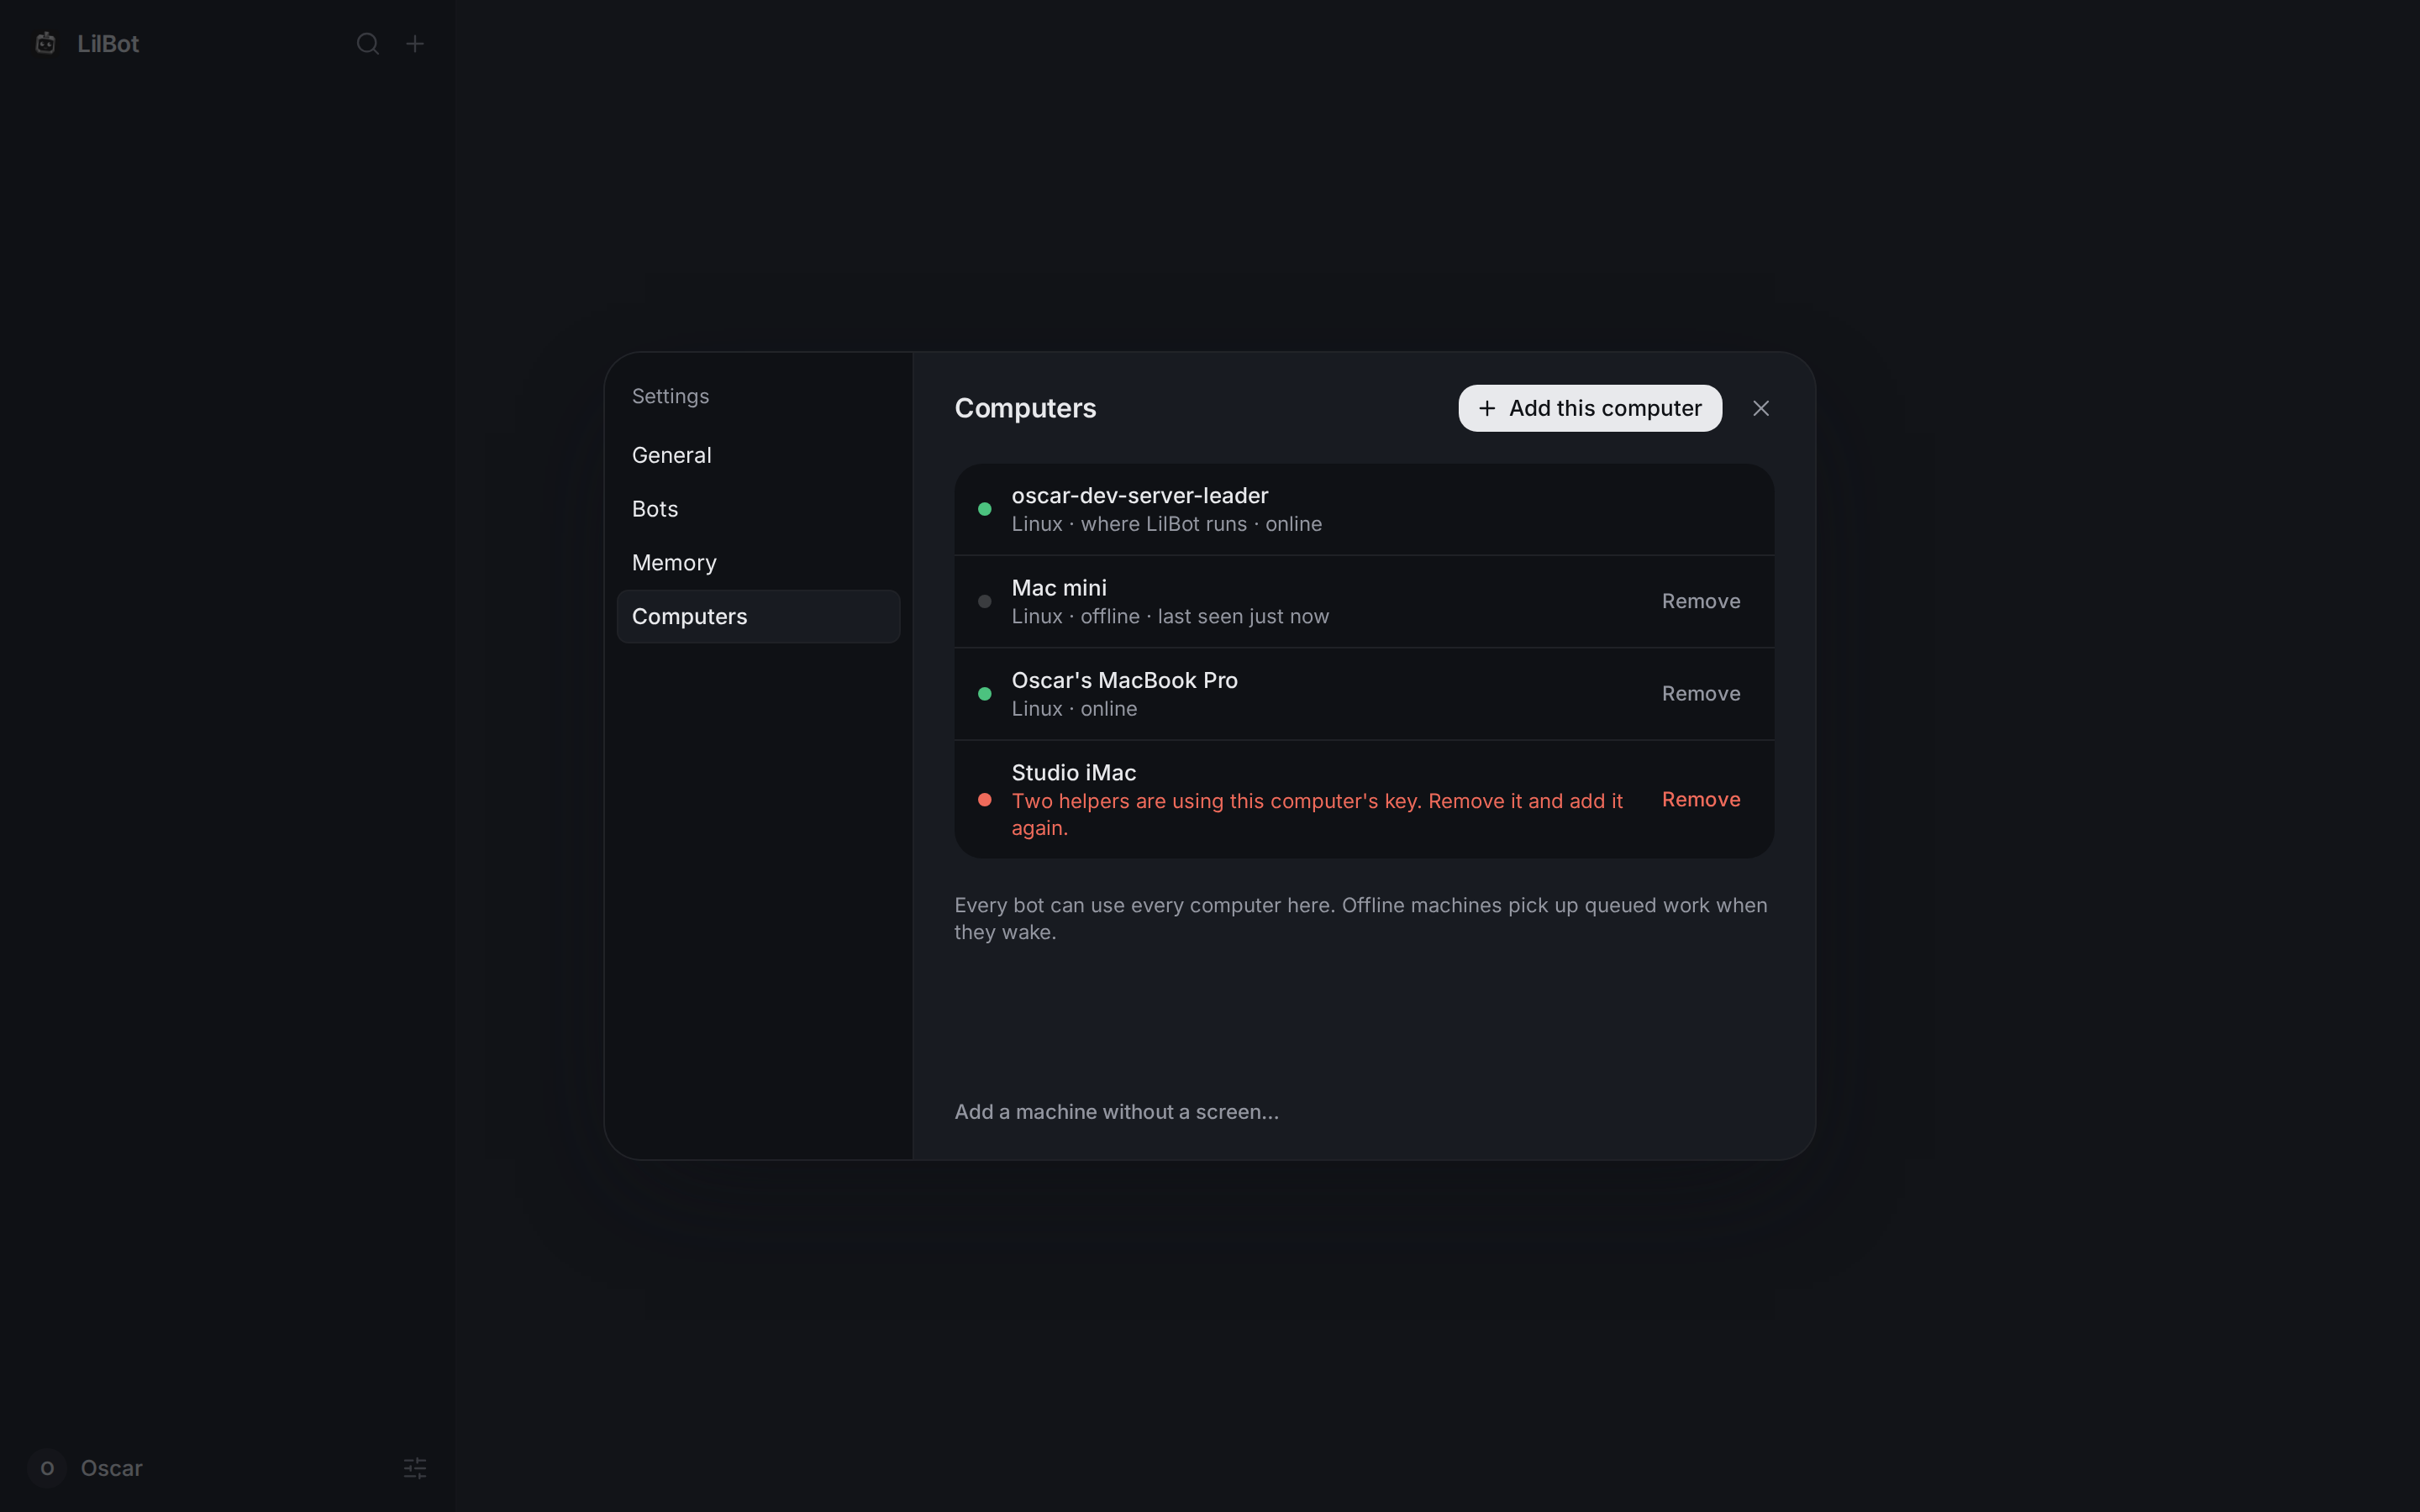 LilBot
Settings
General
Bots
Memory
Computers
Computers
Add this computer
oscar-dev-server-leader
Linux · where LilBot runs · online
Mac mini
Linux · offline · last seen just now
Remove
Oscar's MacBook Pro
Linux · online
Remove
Studio iMac
Two helpers are using this computer's key. Remove it and add it
again.
Remove
Every bot can use every computer here. Offline machines pick up queued work when
they wake.
Add a machine without a screen...
O Oscar